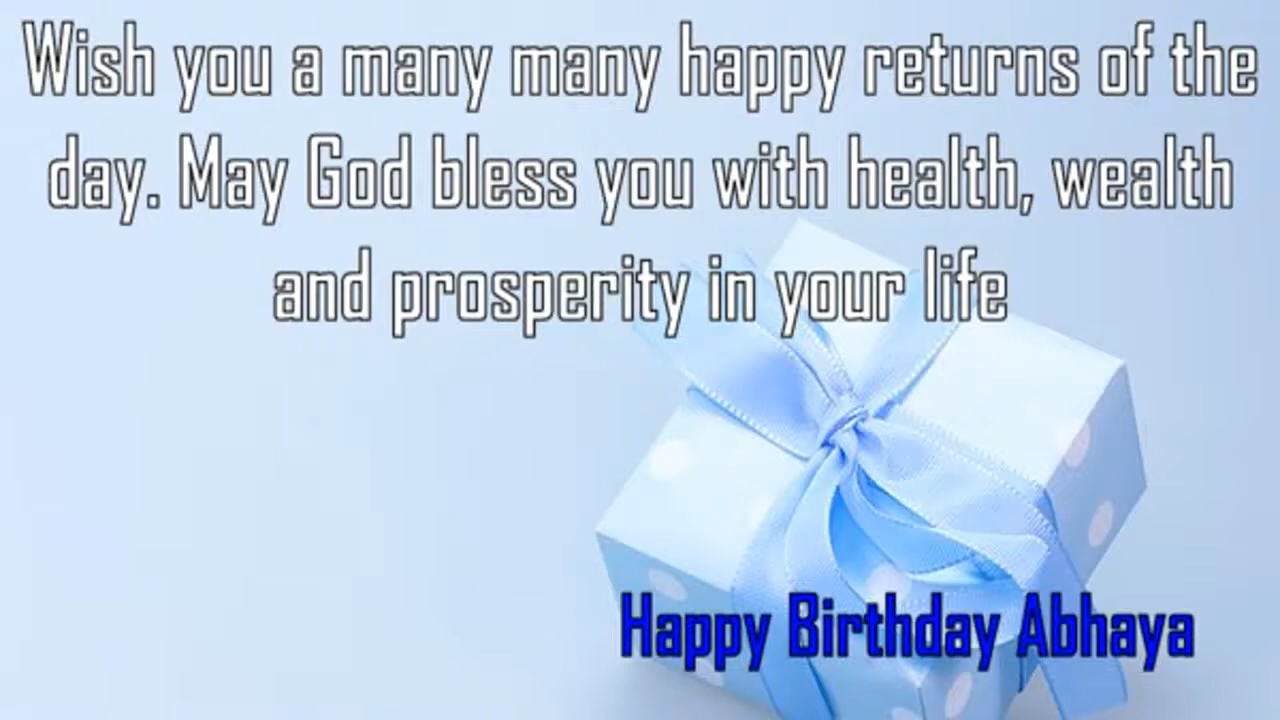 Wish you a many many happy returns of the
day. May God bless you with health, wealth
and prosperity in your life
Happy Birthday Abhaya